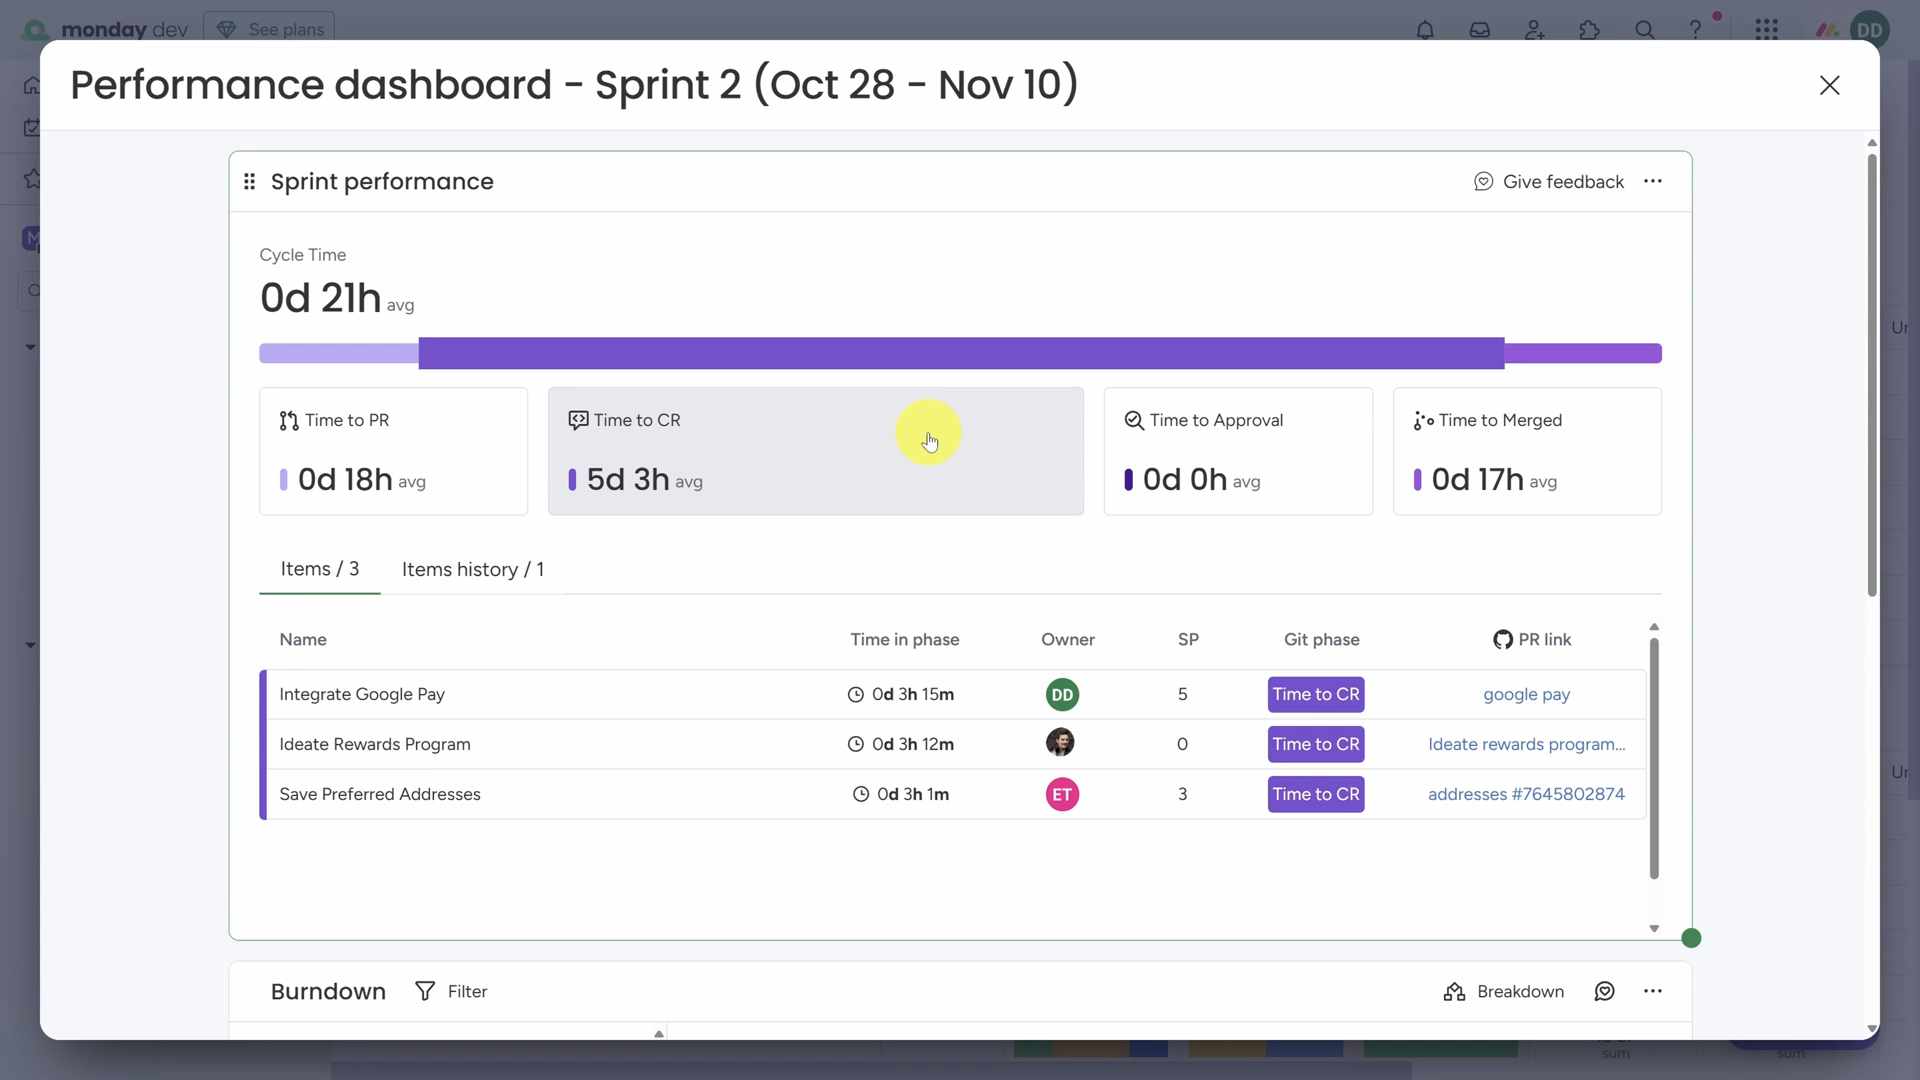 monday dev
See plans
DD
Performance dashboard - Sprint 2 (Oct 28 - Nov 10)
Sprint performance
Give feedback
Cycle Time
0d 21h avg
Time to PR
0d 18h avg
Time to CR
5d 3h avg
Time to Approval
0d 0h avg
Time to Merged
0d 17h avg
Items / 3
Items history / 1
Name Time in phase Owner SP Git phase PR link
Integrate Google Pay 0d 3h 15m DD 5 Time to CR google pay
Ideate Rewards Program 0d 3h 12m 0 Time to CR Ideate rewards program...
Save Preferred Addresses 0d 3h 1m ET 3 Time to CR addresses #7645802874
Burndown
Filter
Breakdown
sum
sum